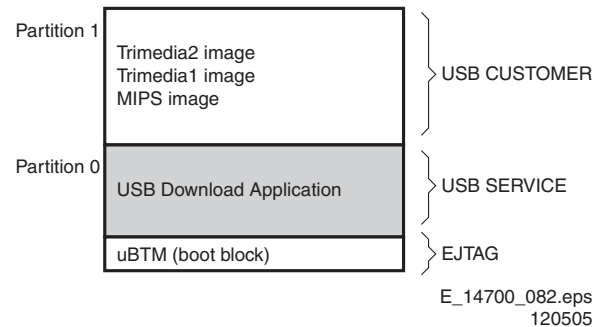 Partition 1
Trimedia2 image
Trimedia1 image
MIPS image
USB CUSTOMER
Partition 0
USB Download Application
USB SERVICE
uBTM (boot block)
EJTAG
E_14700_082.eps
120505